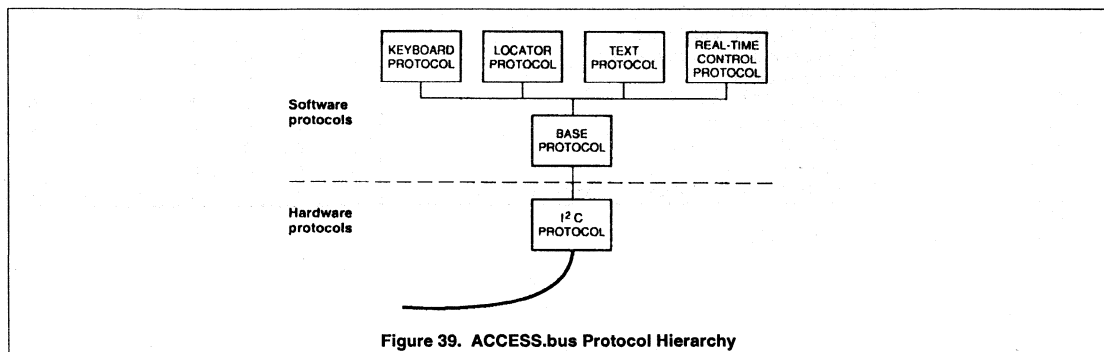 KEYBOARD
PROTOCOL
LOCATOR
PROTOCOL
TEXT
PROTOCOL
REAL-TIME
CONTROL
PROTOCOL
Software
protocols
BASE
PROTOCOL
Hardware
protocols
I²C
PROTOCOL
Figure 39. ACCESS.bus Protocol Hierarchy